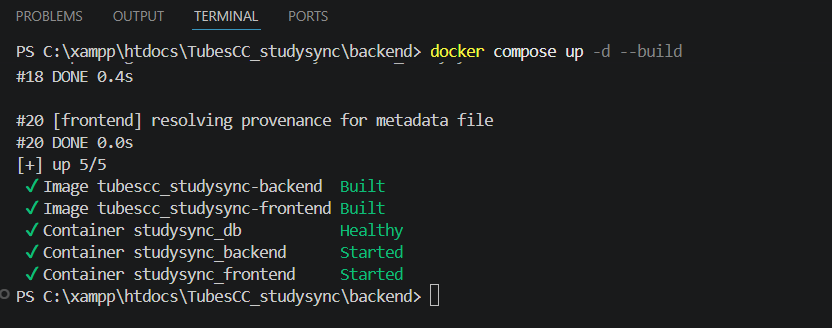 PROBLEMS OUTPUT TERMINAL PORTS
PS C:\xampp\htdocs\TubesCC_studysync\backend> docker compose up -d --build
#18 DONE 0.4s
#20 [frontend] resolving provenance for metadata file
#20 DONE 0.0s
[+] up 5/5
✓ Image tubescc_studysync-backend Built
✓ Image tubescc_studysync-frontend Built
✓ Container studysync_db Healthy
✓ Container studysync_backend Started
✓ Container studysync_frontend Started
PS C:\xampp\htdocs\TubesCC_studysync\backend>